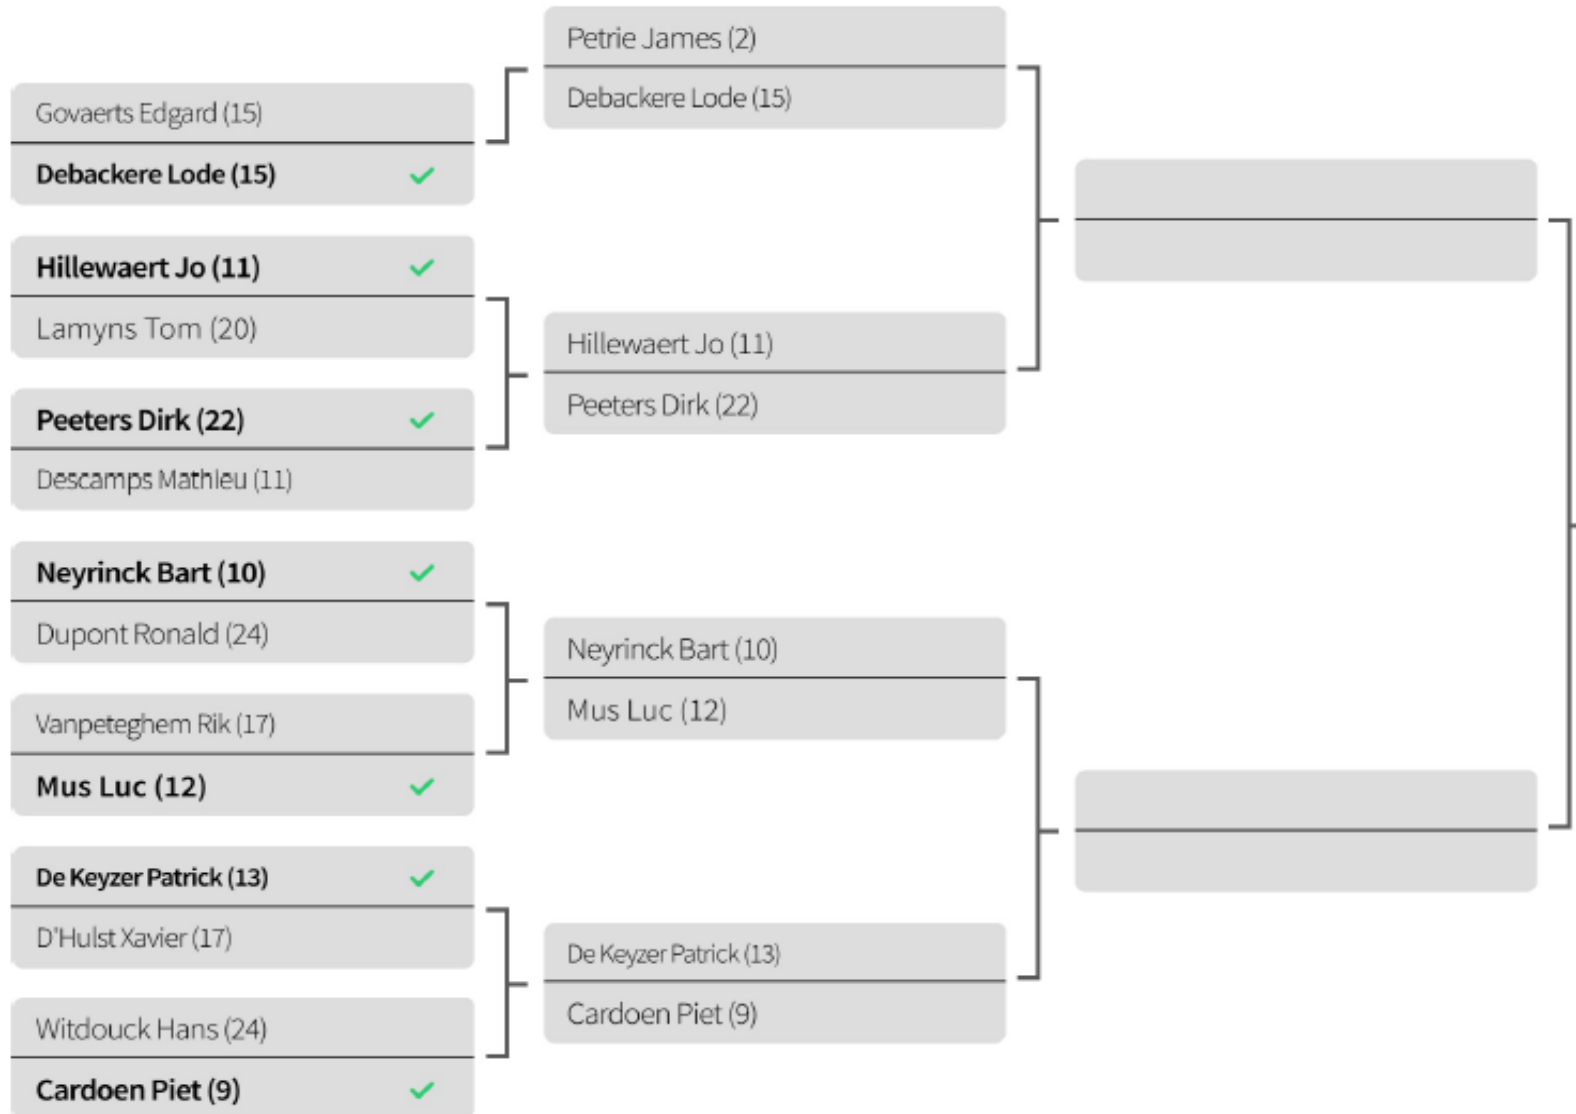 Govaerts Edgard (15)
Debackere Lode (15)
Hillewaert Jo (11)
Lamyns Tom (20)
Peeters Dirk (22)
Descamps Mathieu (11)
Neyrinck Bart (10)
Dupont Ronald (24)
Vanpeteghem Rik (17)
Mus Luc (12)
De Keyzer Patrick (13)
D'Hulst Xavier (17)
Witdouck Hans (24)
Cardoen Piet (9)
Petrie James (2)
Debackere Lode (15)
Hillewaert Jo (11)
Peeters Dirk (22)
Neyrinck Bart (10)
Mus Luc (12)
De Keyzer Patrick (13)
Cardoen Piet (9)